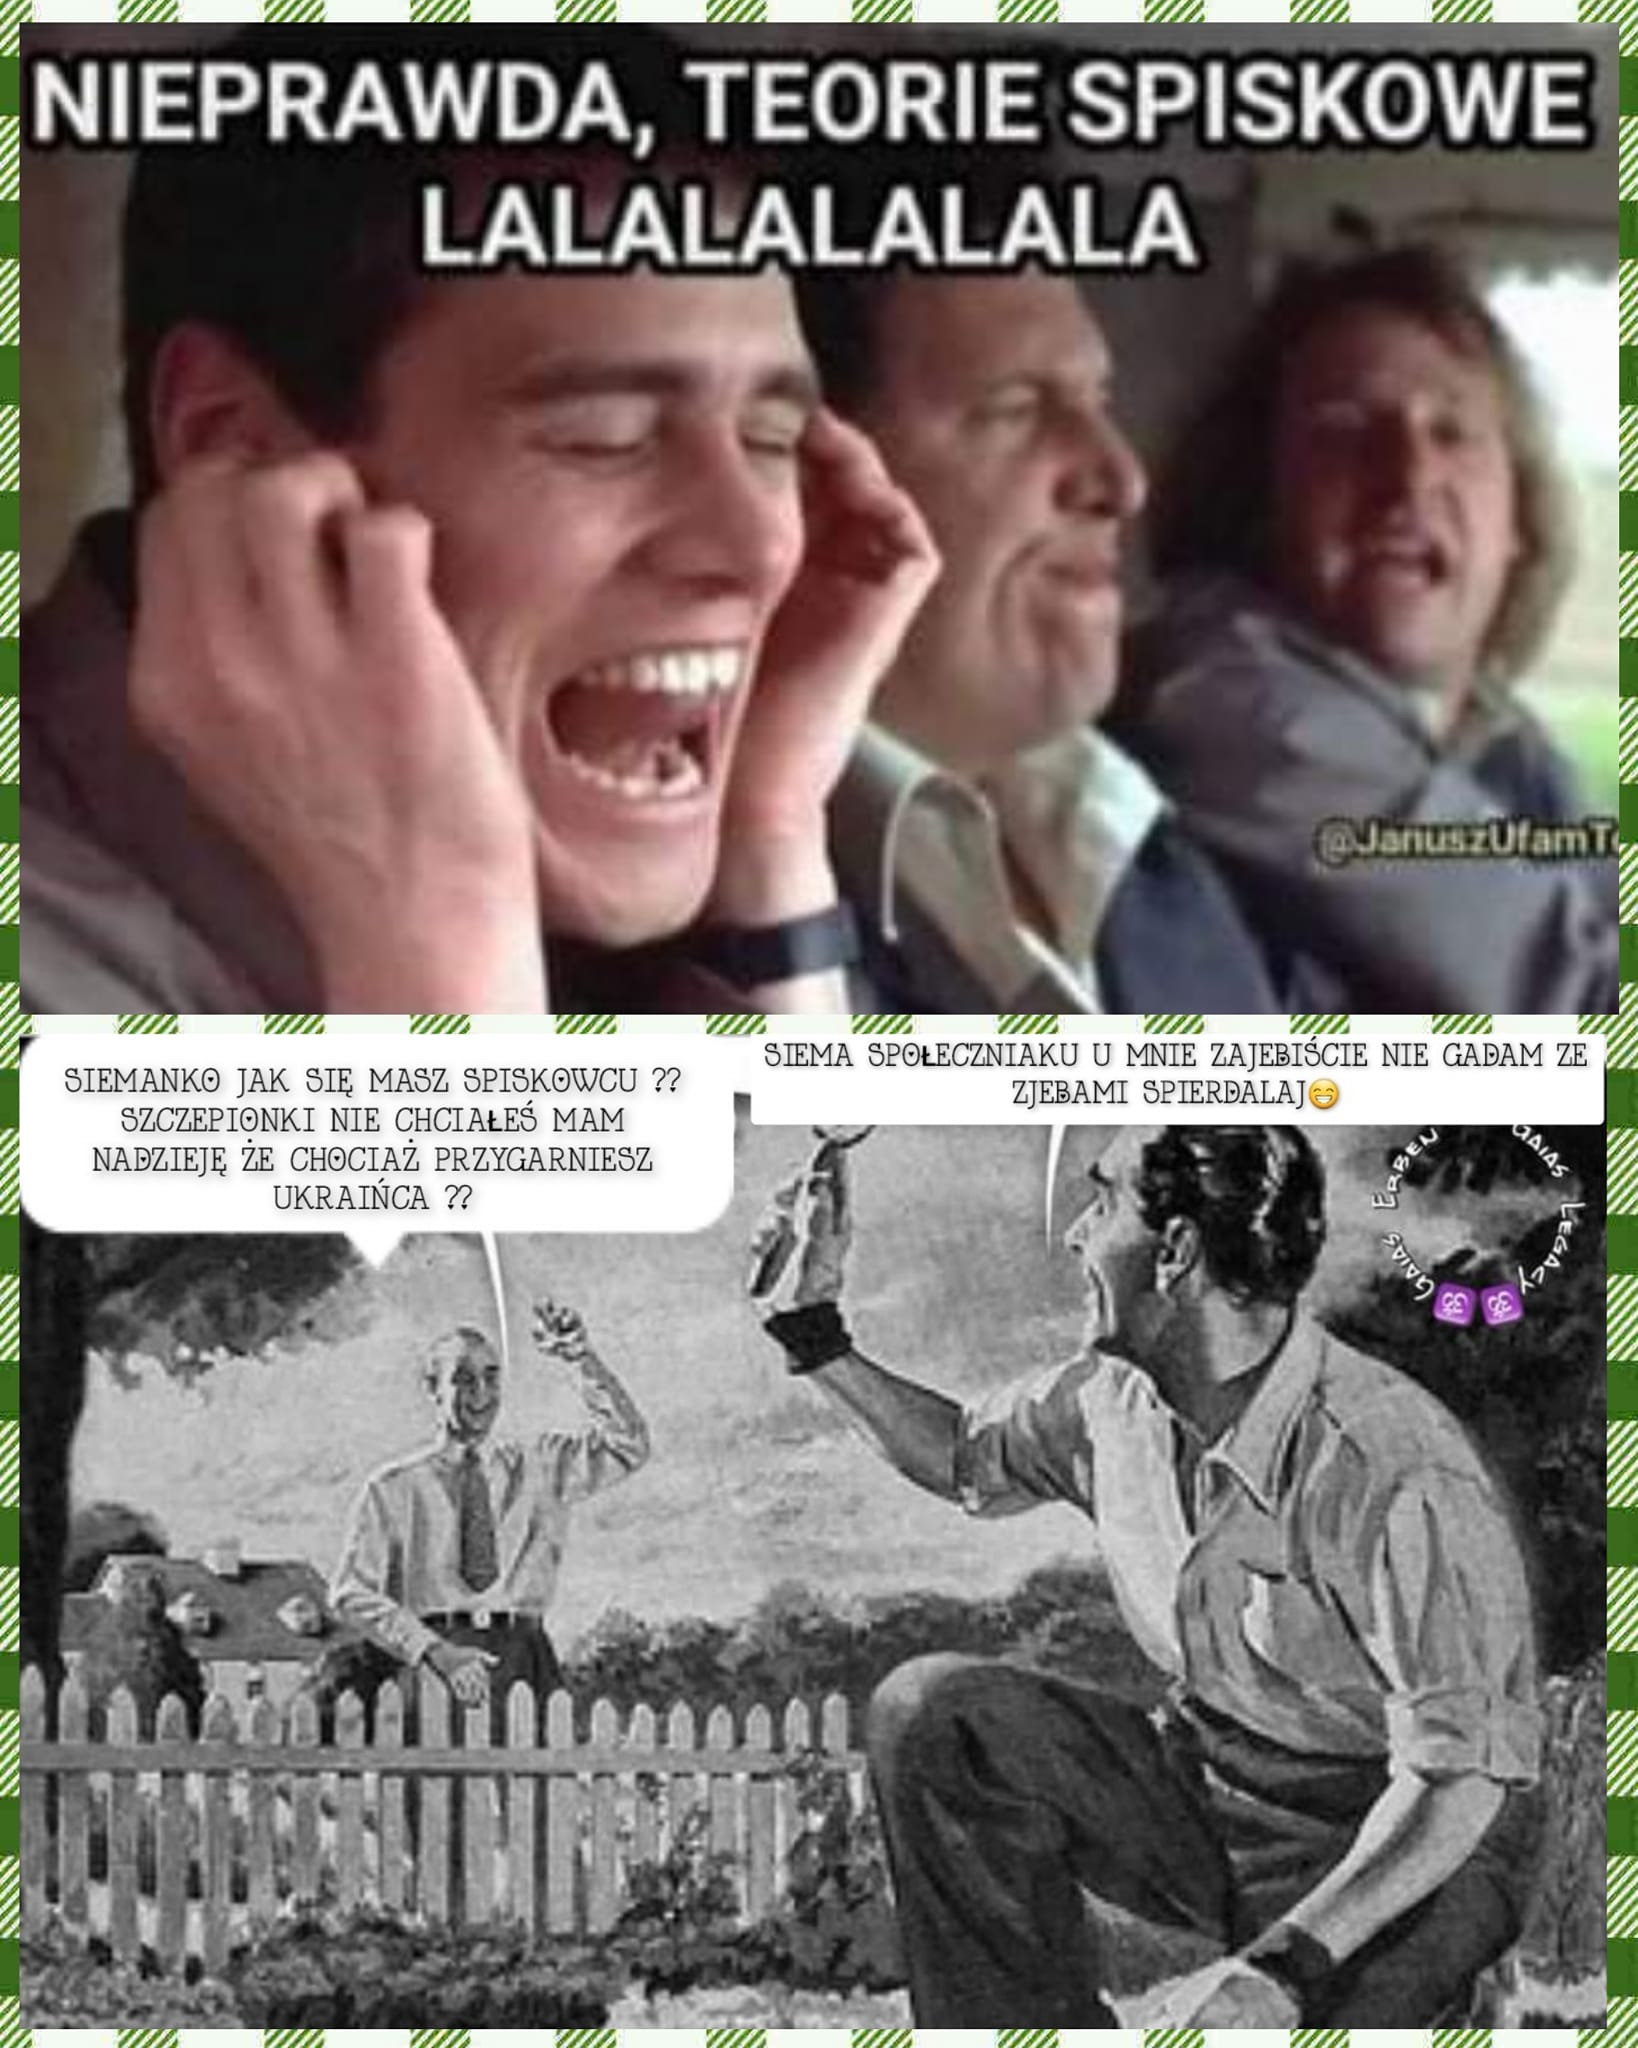 NIEPRAWDA, TEORIE SPISKOWE
LALALALALALA
@JanuszUfamT
SIEMANKO JAK SIĘ MASZ SPISKOWCU ??
SZCZEPIONKI NIE CHCIAŁEŚ MAM
NADZIEJĘ ŻE CHOCIAŻ PRZYGARNIESZ
UKRAIŃCA ??
SIEMA SPOŁECZNIAKU U MNIE ZAJEBIŚCIE NIE GADAM ZE
ZJEBAMI SPIERDALAJ😁
GAIAS ERBEN GAIAS LEGACY